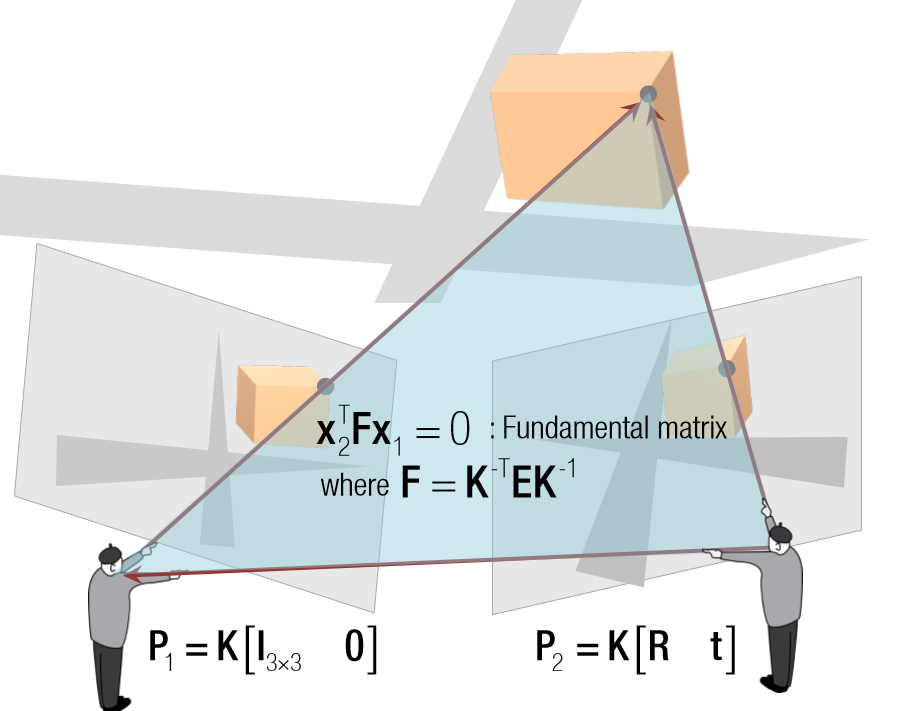 x₂ᵀFx₁ = 0 : Fundamental matrix
where F = K⁻ᵀEK⁻¹
P₁ = K[I₃ₓ₃ 0]
P₂ = K[R t]